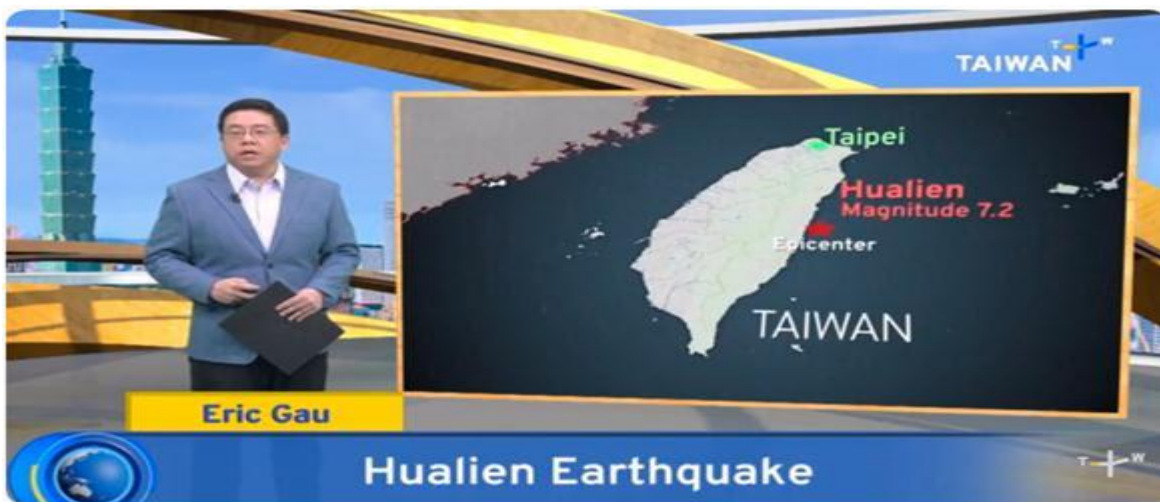 T W
TAIWAN
Taipei
Hualien
Magnitude 7.2
Epicenter
TAIWAN
Eric Gau
Hualien Earthquake
T W